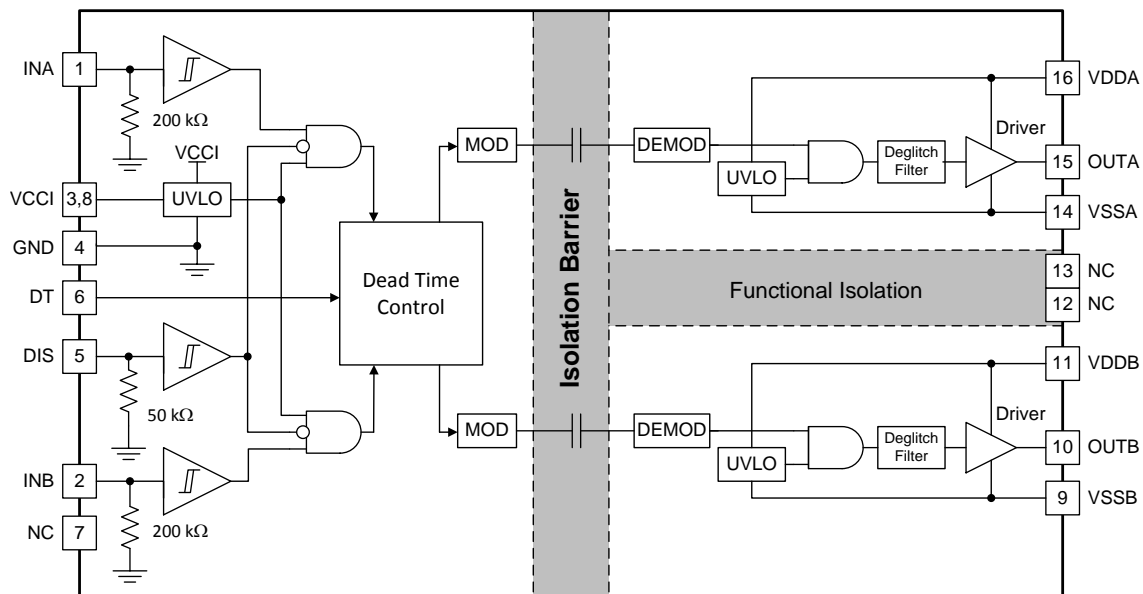 INA
1
200 kΩ
VCCI
VCCI
3,8
UVLO
GND
4
DT
6
DIS
5
50 kΩ
INB
2
NC
7
200 kΩ
Dead Time
Control
MOD
MOD
Isolation Barrier
DEMOD
UVLO
Deglitch
Filter
Driver
16
VDDA
15
OUTA
14
VSSA
Functional Isolation
13
NC
12
NC
11
VDDB
DEMOD
UVLO
Deglitch
Filter
Driver
10
OUTB
9
VSSB